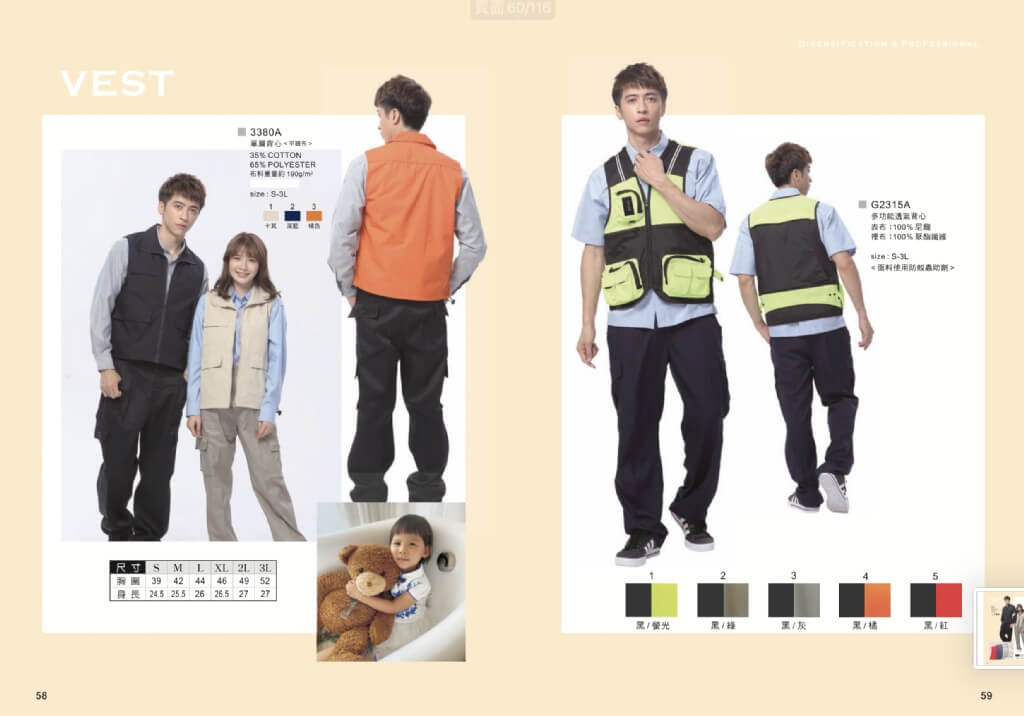 頁面 60/116
DIVERSIFICATION & PROFESSIONAL
VEST
3380A
單層背心<平織布>
35% COTTON
65% POLYESTER
布料重量約190g/m²
size : S-3L
1 2 3
卡其 深藍 橘色
尺寸 S M L XL 2L 3L
胸圍 39 42 44 46 49 52
身長 24.5 25.5 26 26.5 27 27
58
G2315A
多功能透氣背心
表布:100% 尼龍
裡布:100% 聚酯纖維
size : S-3L
<面料使用防蚊蟲助劑>
1 2 3 4 5
黑/螢光 黑/綠 黑/灰 黑/橘 黑/紅
59